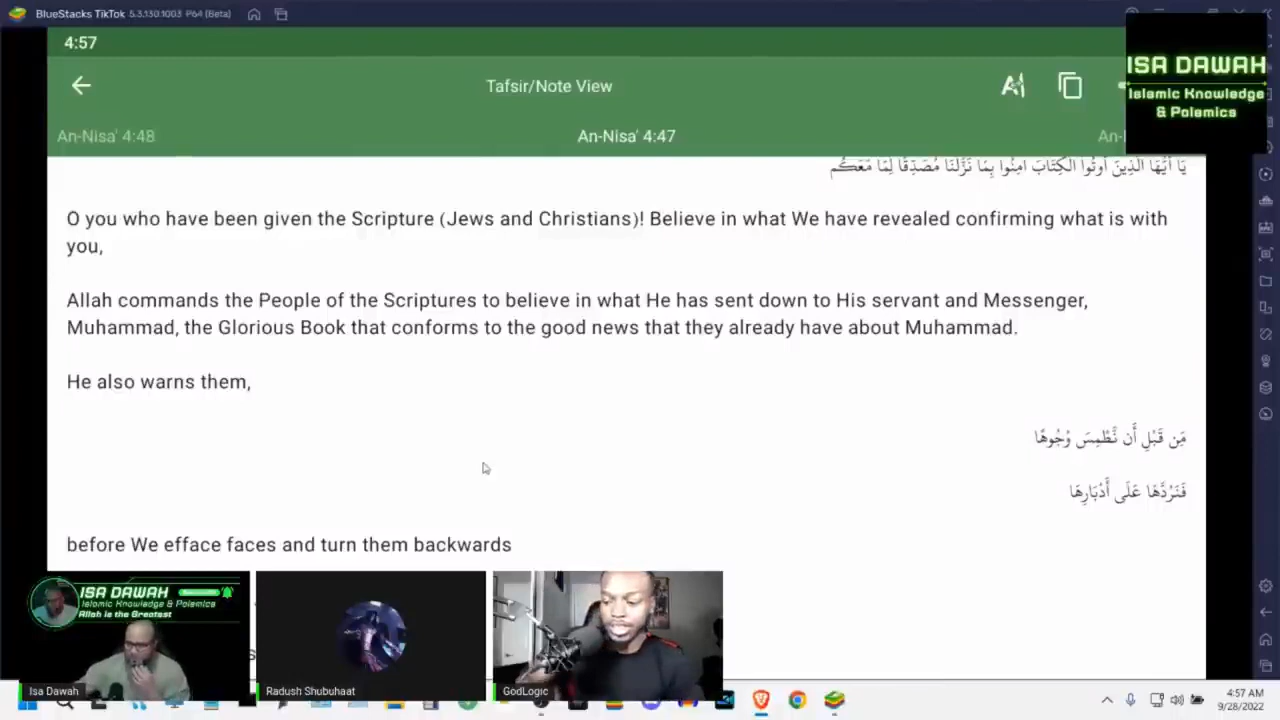 BlueStacks TikTok 5.3.130.1003 P64 (Beta)
4:57
Tafsir/Note View
ISA DAWAH
Islamic Knowledge
& Polemics
An-Nisa' 4:48
An-Nisa' 4:47
يَا أَيُّهَا الَّذِينَ أُوتُوا الْكِتَابَ آمِنُوا بِمَا نَزَّلْنَا مُصَدِّقًا لِّمَا مَعَكُم
O you who have been given the Scripture (Jews and Christians)! Believe in what We have revealed confirming what is with
you,
Allah commands the People of the Scriptures to believe in what He has sent down to His servant and Messenger,
Muhammad, the Glorious Book that conforms to the good news that they already have about Muhammad.
He also warns them,
مِّن قَبْلِ أَن نَّطْمِسَ وُجُوهًا
فَنَرُدَّهَا عَلَى أَدْبَارِهَا
before We efface faces and turn them backwards
ISA DAWAH
Islamic Knowledge & Polemics
Allah is the Greatest
Isa Dawah
Radush Shubuhaat
GodLogic
4:57 AM
9/28/2022